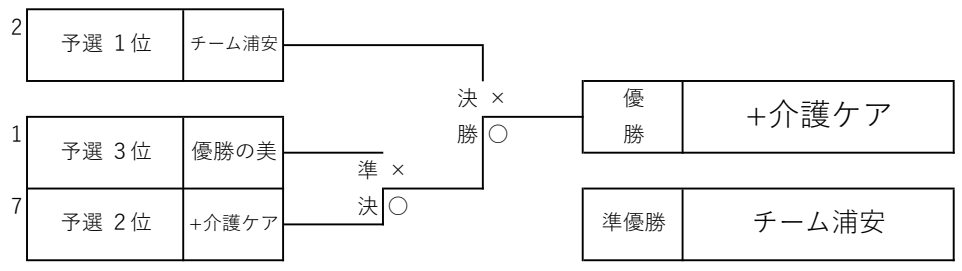 2
予選 1位 チーム浦安
決 ×
勝 ○
優勝 +介護ケア
1
予選 3位 優勝の美
準 ×
決 ○
7
予選 2位 +介護ケア
準優勝 チーム浦安